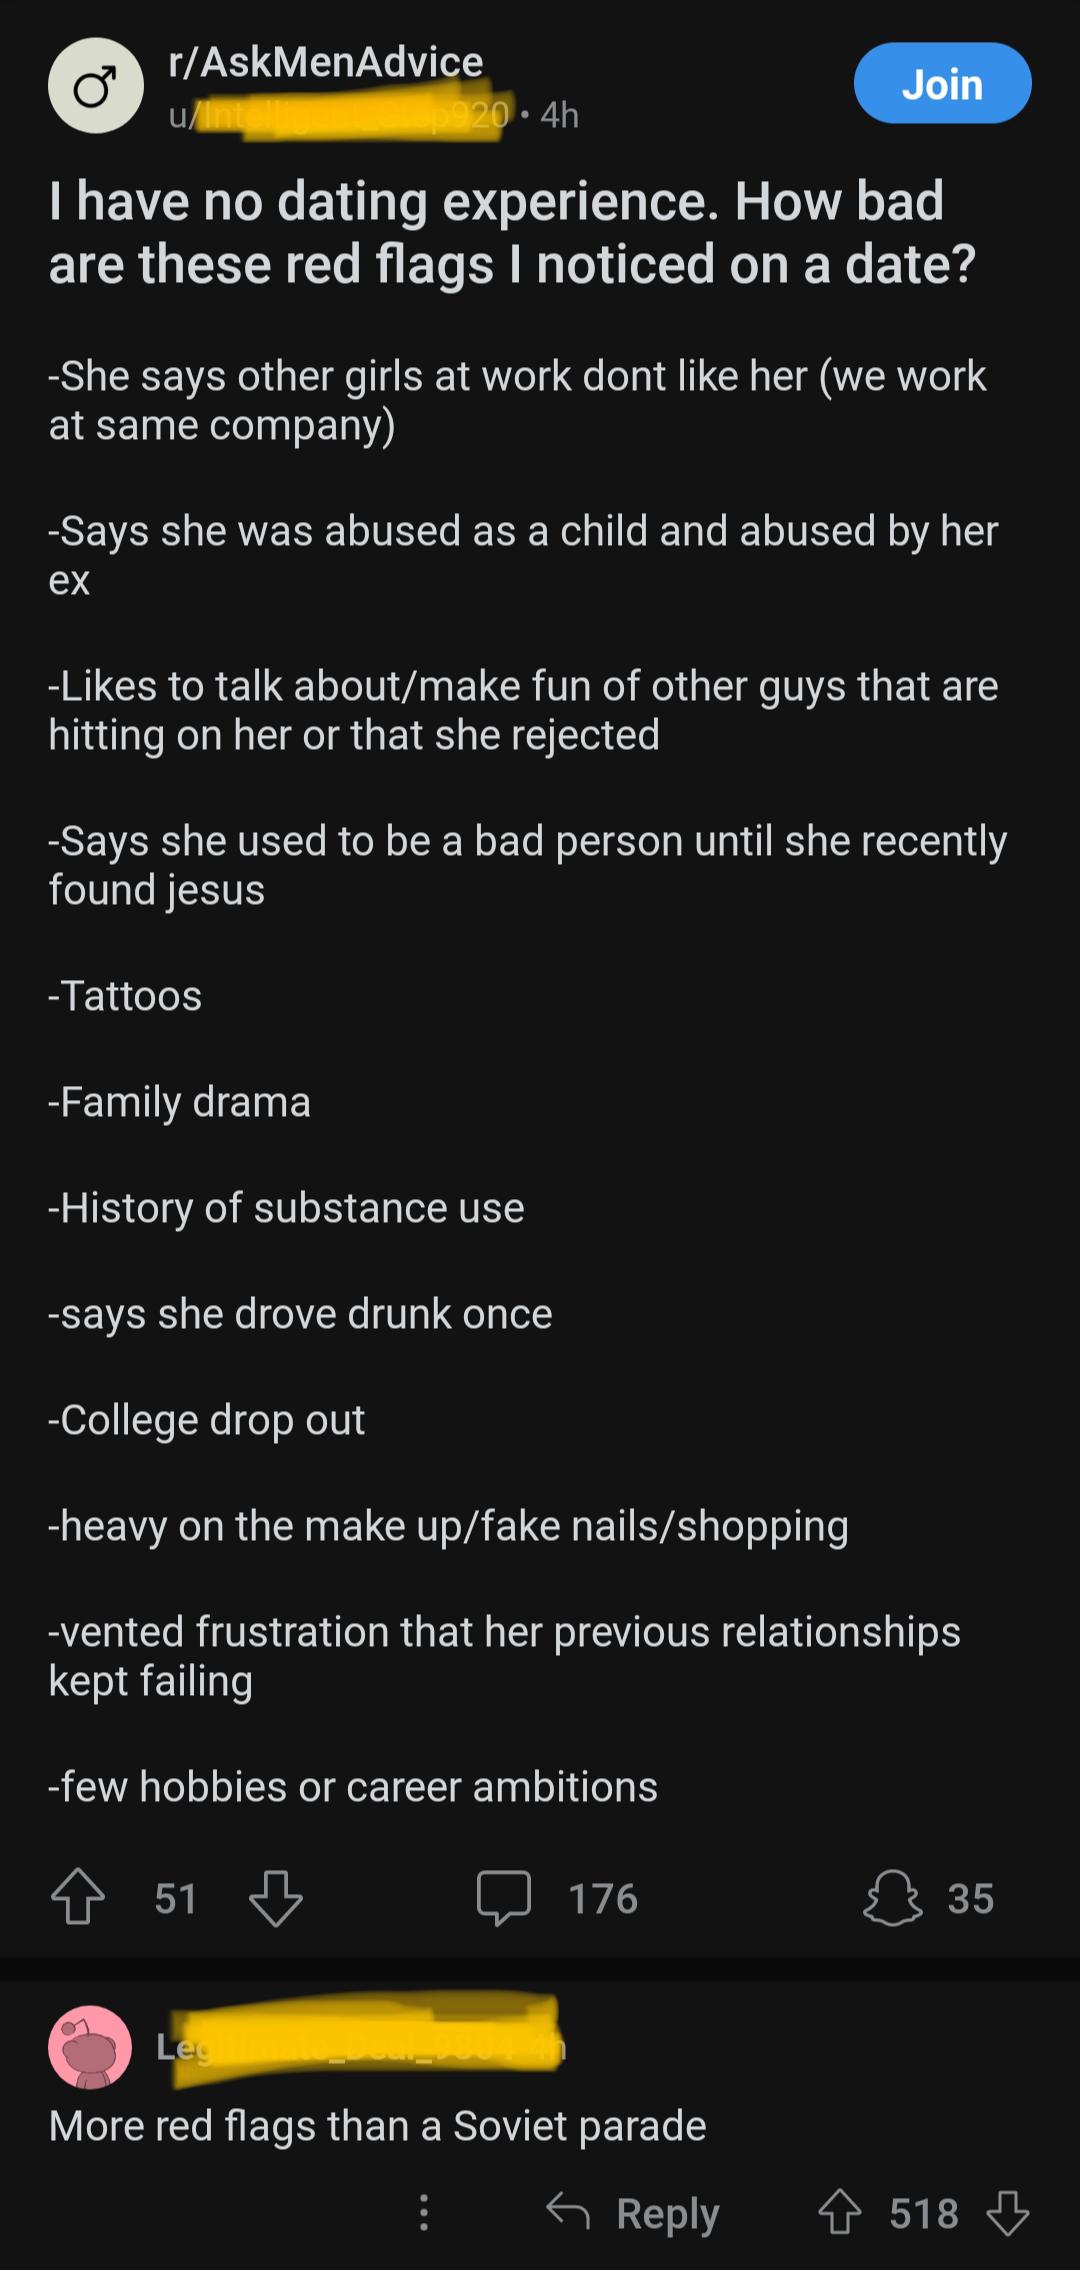 r/AskMenAdvice
Join
• 4h
I have no dating experience. How bad
are these red flags I noticed on a date?
-She says other girls at work dont like her (we work
at same company)
-Says she was abused as a child and abused by her
ex
-Likes to talk about/make fun of other guys that are
hitting on her or that she rejected
-Says she used to be a bad person until she recently
found jesus
-Tattoos
-Family drama
-History of substance use
-says she drove drunk once
-College drop out
-heavy on the make up/fake nails/shopping
-vented frustration that her previous relationships
kept failing
-few hobbies or career ambitions
51 176 35
More red flags than a Soviet parade
Reply 518